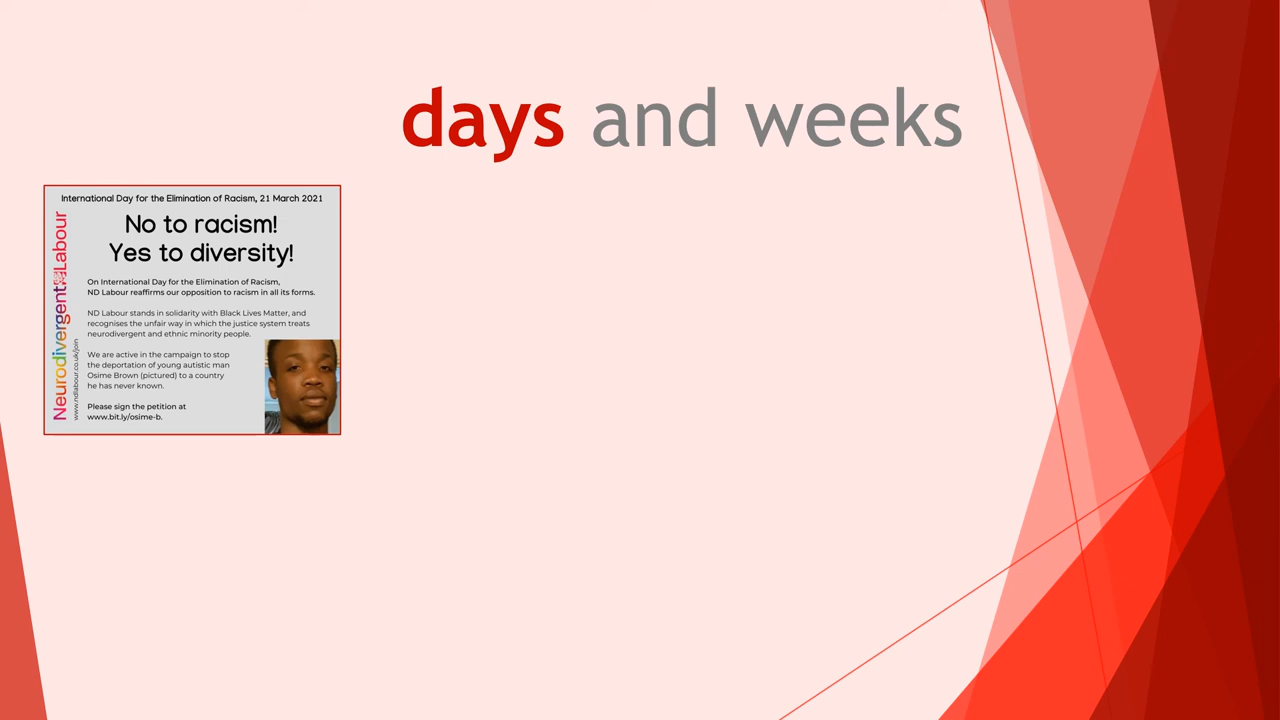 days and weeks
International Day for the Elimination of Racism, 21 March 2021
No to racism!
Yes to diversity!
On International Day for the Elimination of Racism,
ND Labour reaffirms our opposition to racism in all its forms.
ND Labour stands in solidarity with Black Lives Matter, and
recognises the unfair way in which the justice system treats
neurodivergent and ethnic minority people.
We are active in the campaign to stop
the deportation of young autistic man
Osime Brown (pictured) to a country
he has never known.
Please sign the petition at
www.bit.ly/osime-b.
Neurodivergent Labour
www.ndlabour.co.uk/join